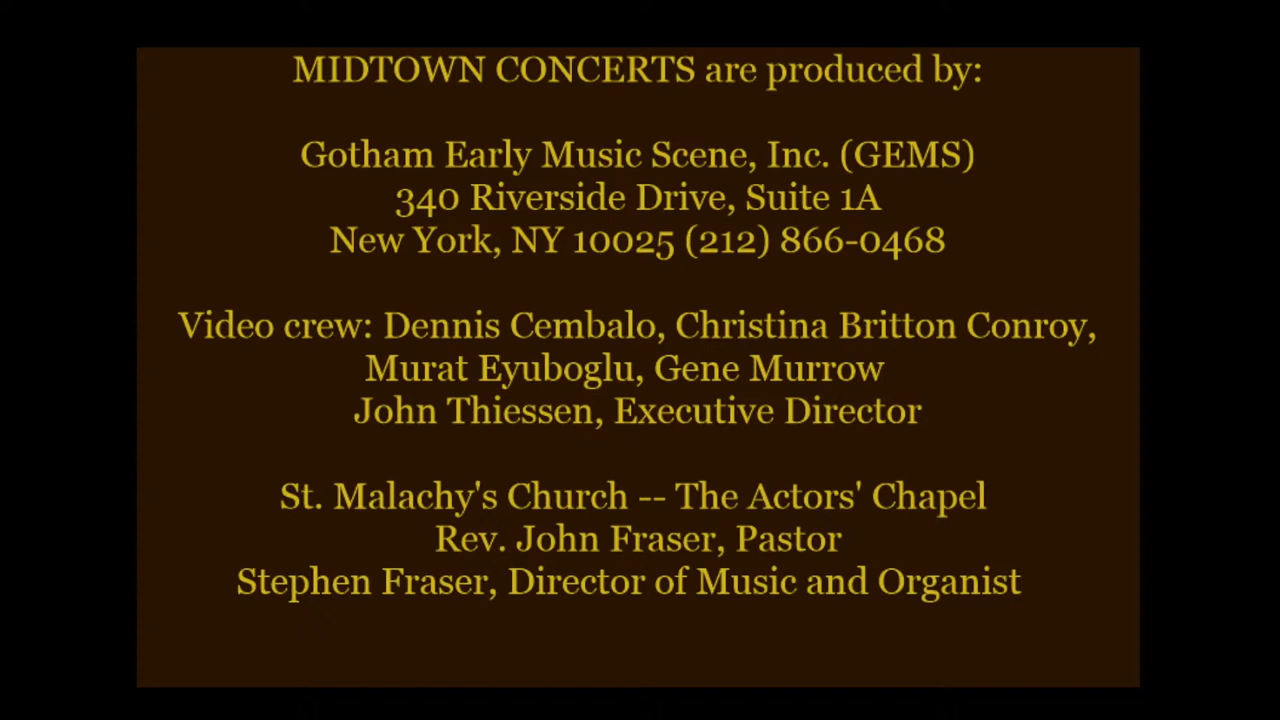 MIDTOWN CONCERTS are produced by:
Gotham Early Music Scene, Inc. (GEMS)
340 Riverside Drive, Suite 1A
New York, NY 10025 (212) 866-0468
Video crew: Dennis Cembalo, Christina Britton Conroy,
Murat Eyuboglu, Gene Murrow
John Thiessen, Executive Director
St. Malachy's Church -- The Actors' Chapel
Rev. John Fraser, Pastor
Stephen Fraser, Director of Music and Organist